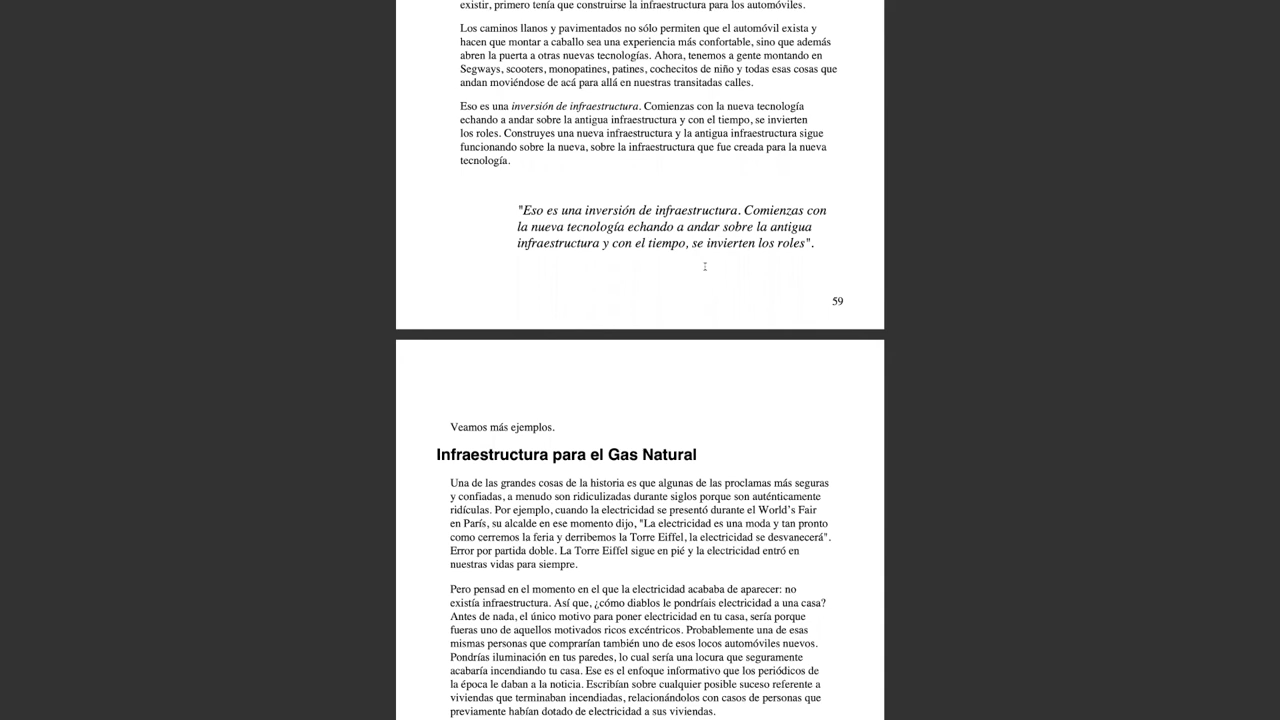 existir, primero tenía que construirse la infraestructura para los automóviles.
Los caminos llanos y pavimentados no sólo permiten que el automóvil exista y
hacen que montar a caballo sea una experiencia más confortable, sino que además
abren la puerta a otras nuevas tecnologías. Ahora, tenemos a gente montando en
Segways, scooters, monopatines, patines, cochecitos de niño y todas esas cosas que
andan moviéndose de acá para allá en nuestras transitadas calles.
Eso es una inversión de infraestructura. Comienzas con la nueva tecnología
echando a andar sobre la antigua infraestructura y con el tiempo, se invierten
los roles. Construyes una nueva infraestructura y la antigua infraestructura sigue
funcionando sobre la nueva, sobre la infraestructura que fue creada para la nueva
tecnología.
"Eso es una inversión de infraestructura. Comienzas con
la nueva tecnología echando a andar sobre la antigua
infraestructura y con el tiempo, se invierten los roles".
59
Veamos más ejemplos.
Infraestructura para el Gas Natural
Una de las grandes cosas de la historia es que algunas de las proclamas más seguras
y confiadas, a menudo son ridiculizadas durante siglos porque son auténticamente
ridículas. Por ejemplo, cuando la electricidad se presentó durante el World's Fair
en París, su alcalde en ese momento dijo, "La electricidad es una moda y tan pronto
como cerremos la feria y derribemos la Torre Eiffel, la electricidad se desvanecerá".
Error por partida doble. La Torre Eiffel sigue en pié y la electricidad entró en
nuestras vidas para siempre.
Pero pensad en el momento en el que la electricidad acababa de aparecer: no
existía infraestructura. Así que, ¿cómo diablos le pondríais electricidad a una casa?
Antes de nada, el único motivo para poner electricidad en tu casa, sería porque
fueras uno de aquellos motivados ricos excéntricos. Probablemente una de esas
mismas personas que comprarían también uno de esos locos automóviles nuevos.
Pondrías iluminación en tus paredes, lo cual sería una locura que seguramente
acabaría incendiando tu casa. Ese es el enfoque informativo que los periódicos de
la época le daban a la noticia. Escribían sobre cualquier posible suceso referente a
viviendas que terminaban incendiadas, relacionándolos con casos de personas que
previamente habían dotado de electricidad a sus viviendas.